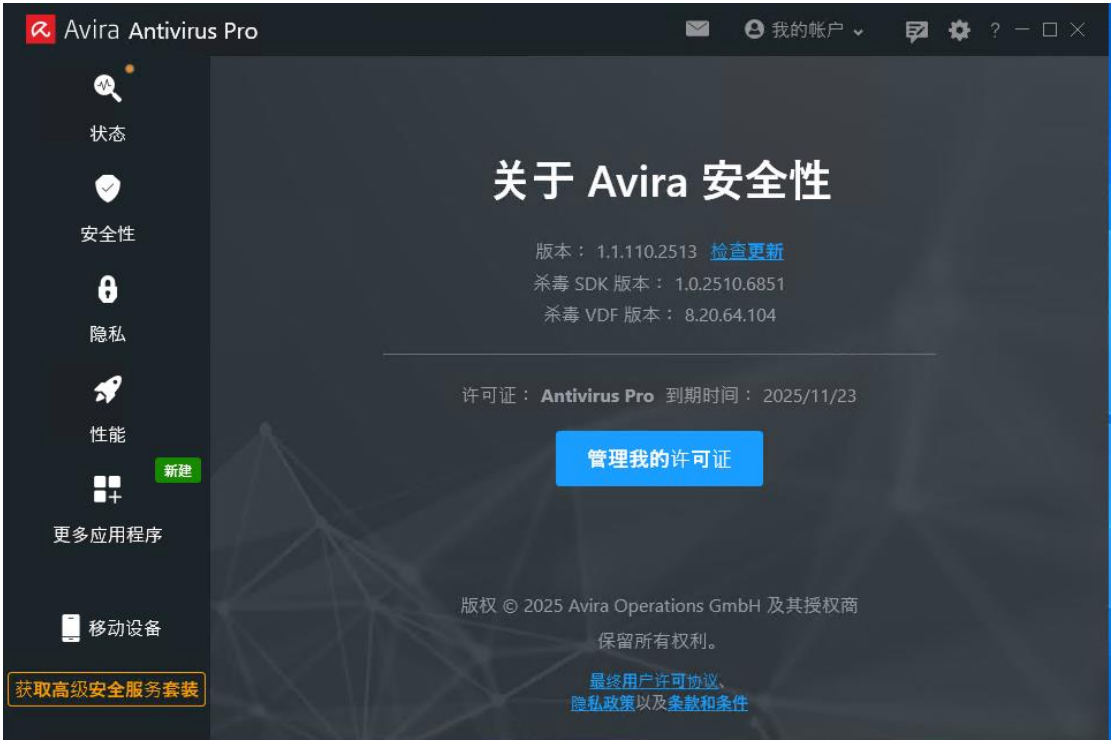 Avira Antivirus Pro
我的帐户
?
状态
安全性
隐私
性能
新建
更多应用程序
移动设备
获取高级安全服务套装
关于 Avira 安全性
版本： 1.1.110.2513 检查更新
杀毒 SDK 版本： 1.0.2510.6851
杀毒 VDF 版本： 8.20.64.104
许可证： Antivirus Pro 到期时间： 2025/11/23
管理我的许可证
版权 © 2025 Avira Operations GmbH 及其授权商
保留所有权利。
最终用户许可协议、
隐私政策以及条款和条件